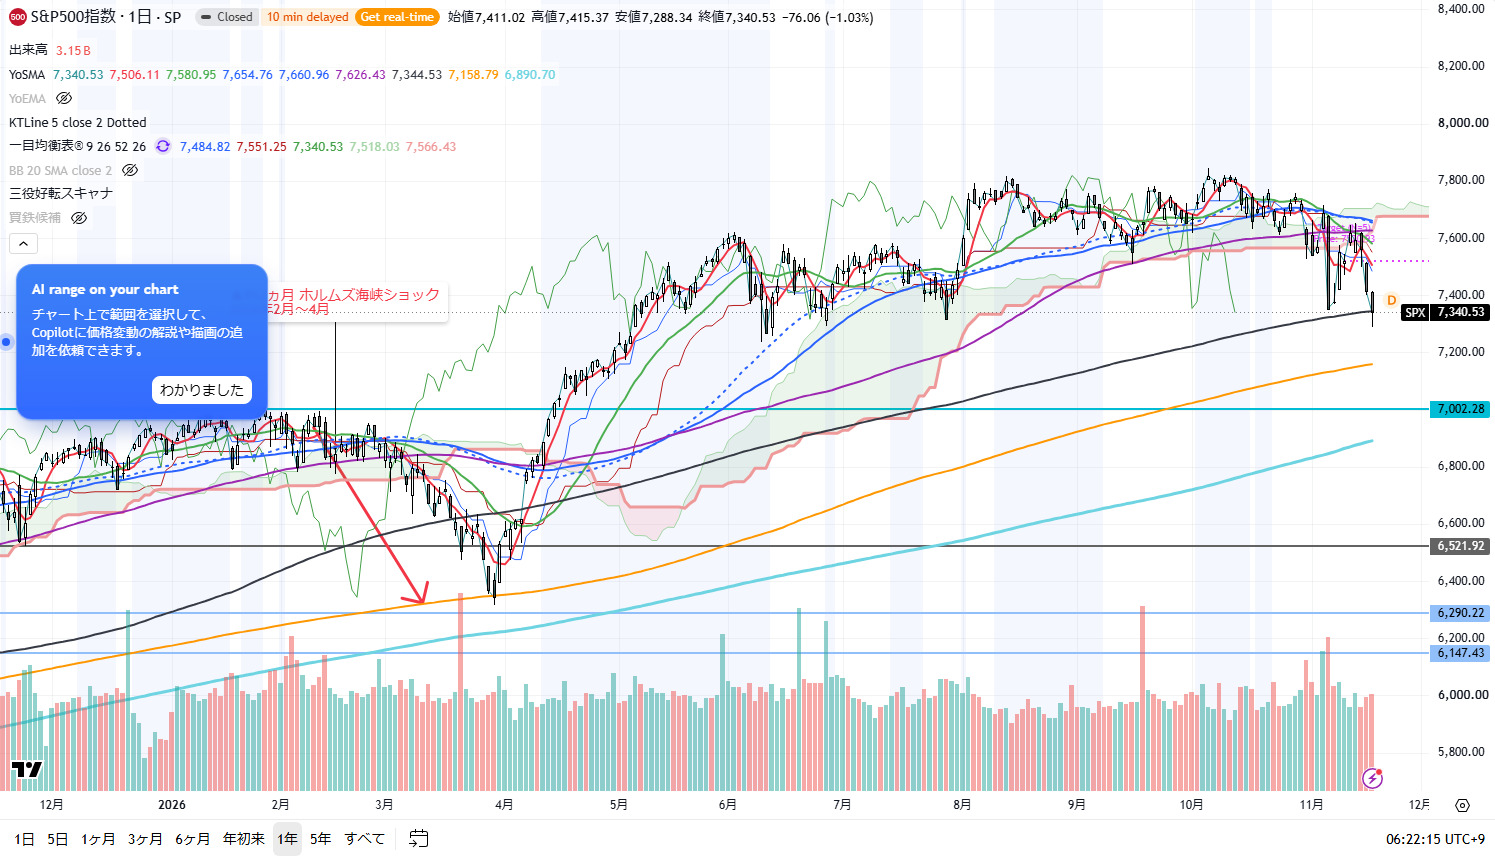 500 S&P500指数 · 1日 · SP Closed 10 min delayed Get real-time 始値7,411.02 高値7,415.37 安値7,288.34 終値7,340.53 −76.06 (−1.03%)
出来高 3.15 B
YoSMA 7,340.53 7,506.11 7,580.95 7,654.76 7,660.96 7,626.43 7,344.53 7,158.79 6,890.70
YoEMA
KTLine 5 close 2 Dotted
一目均衡表® 9 26 52 26 7,484.82 7,551.25 7,340.53 7,518.03 7,566.43
BB 20 SMA close 2
三役好転スキャナ
買鉄候補
AI range on your chart
チャート上で範囲を選択して、
Copilotに価格変動の解説や描画の追
加を依頼できます。
わかりました
ヵ月 ホルムズ海峡ショック
2月〜4月
D
8,400.00
8,200.00
8,000.00
7,800.00
7,600.00
7,400.00
SPX 7,340.53
7,200.00
7,002.28
6,800.00
6,600.00
6,521.92
6,400.00
6,290.22
6,200.00
6,147.43
6,000.00
5,800.00
12月 2026 2月 3月 4月 5月 6月 7月 8月 9月 10月 11月 12月
1日 5日 1ヶ月 3ヶ月 6ヶ月 年初来 1年 5年 すべて
06:22:15 UTC+9